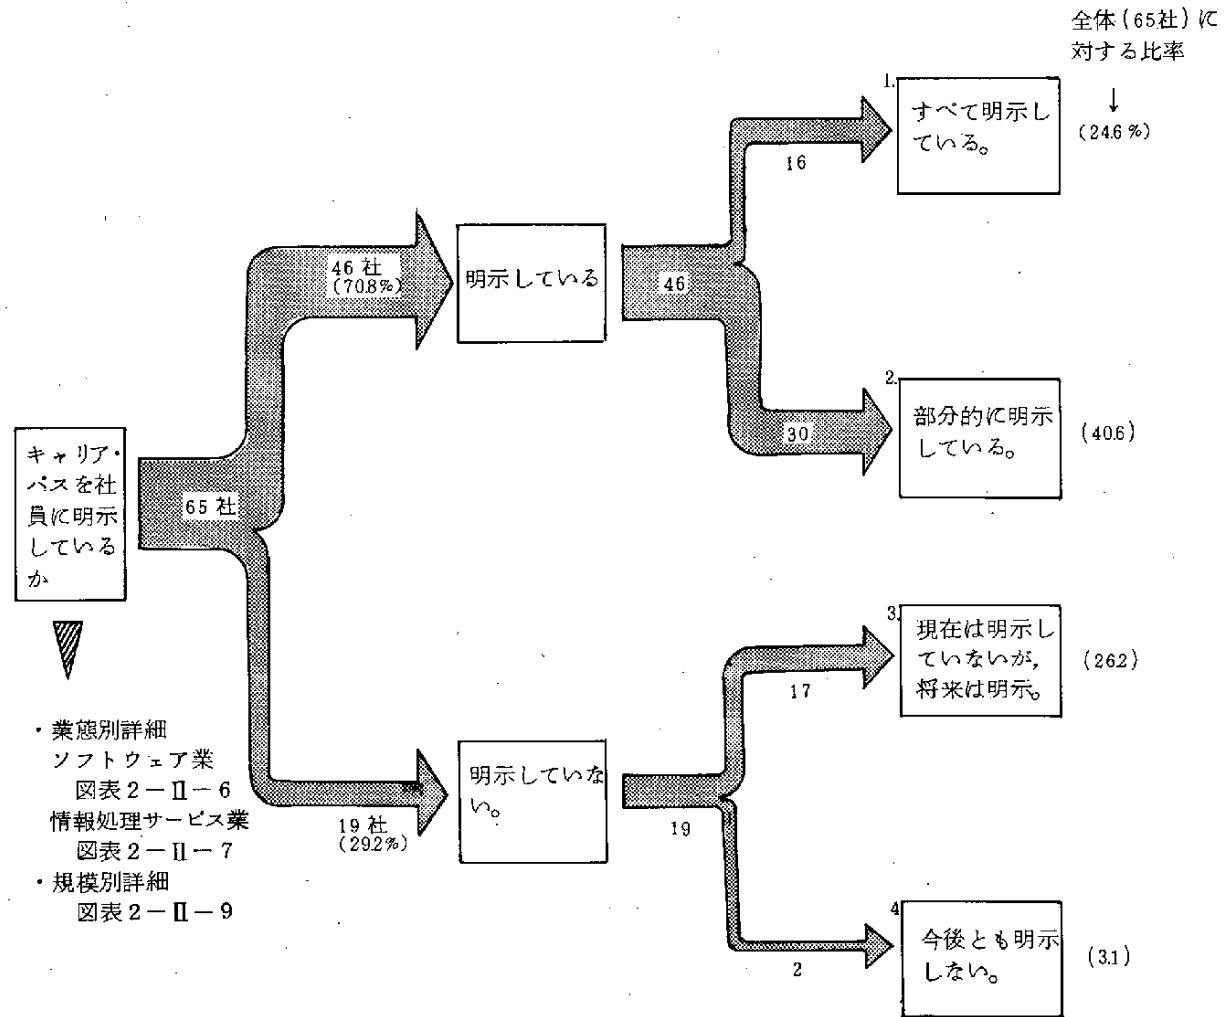 全体(65社)に
対する比率
↓
1.
すべて明示し
ている。
(24.6%)
16
46社
(70.8%)
明示している
46
2.
部分的に明示
している。
(40.6)
30
キャリア・
パスを社
員に明示
している
か
65社
3.
現在は明示し
ていないが,
将来は明示。
(26.2)
17
・業態別詳細
ソフトウェア業
図表2-Ⅱ-6
情報処理サービス業
図表2-Ⅱ-7
・規模別詳細
図表2-Ⅱ-9
19社
(29.2%)
明示していな
い。
19
4
今後とも明示
しない。
(3.1)
2